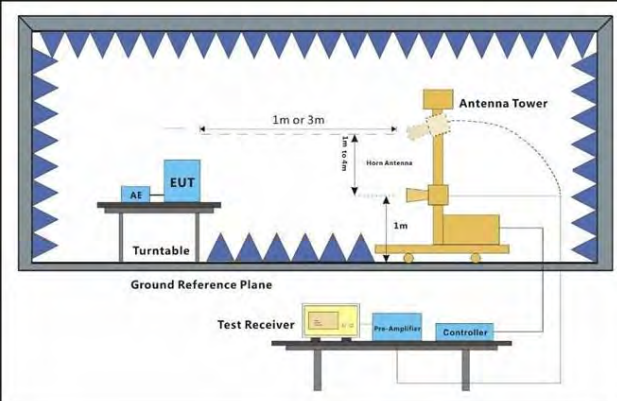 Antenna Tower
1m or 3m
1m to 4m
Horn Antenna
EUT
AE
1m
Turntable
Ground Reference Plane
Test Receiver
Pre-Amplifier
Controller